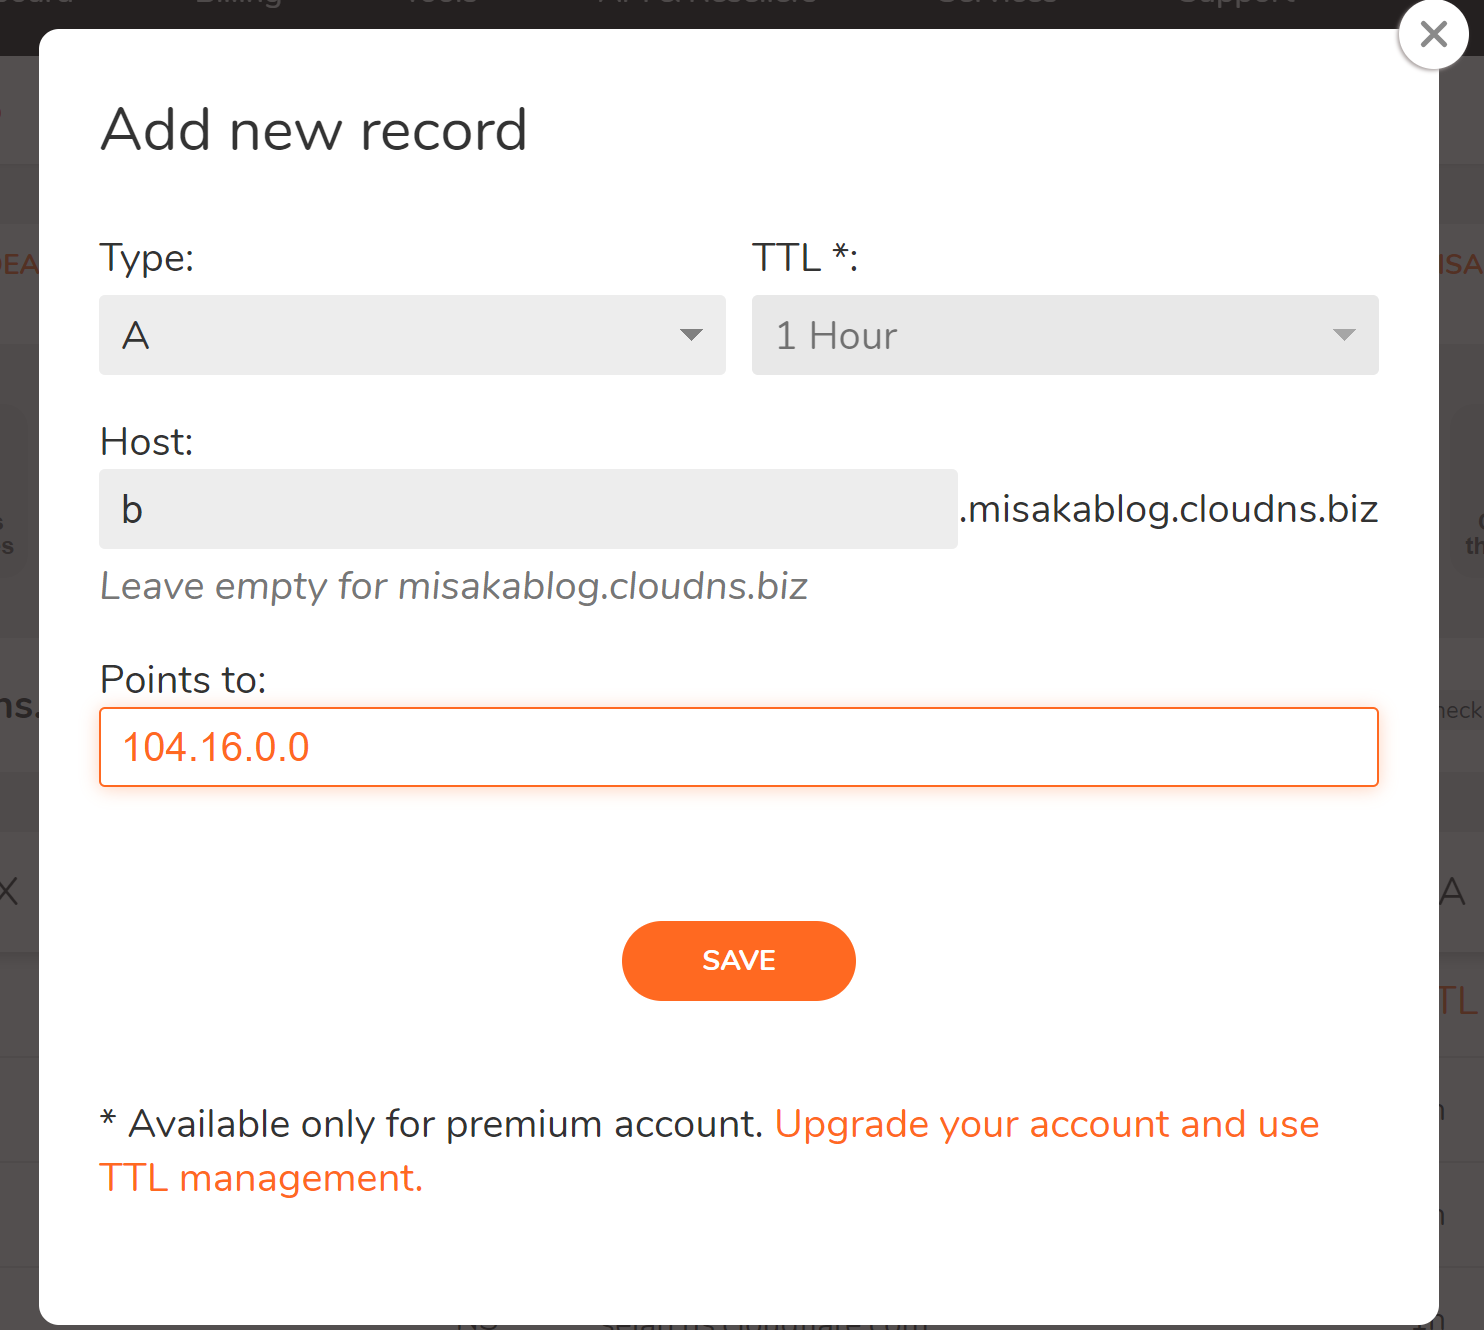 Billing
Add new record
Type:
TTL *:
A
1 Hour
Host:
b
.misakablog.cloudns.biz
Leave empty for misakablog.cloudns.biz
Points to:
104.16.0.0
SAVE
* Available only for premium account. Upgrade your account and use
TTL management.